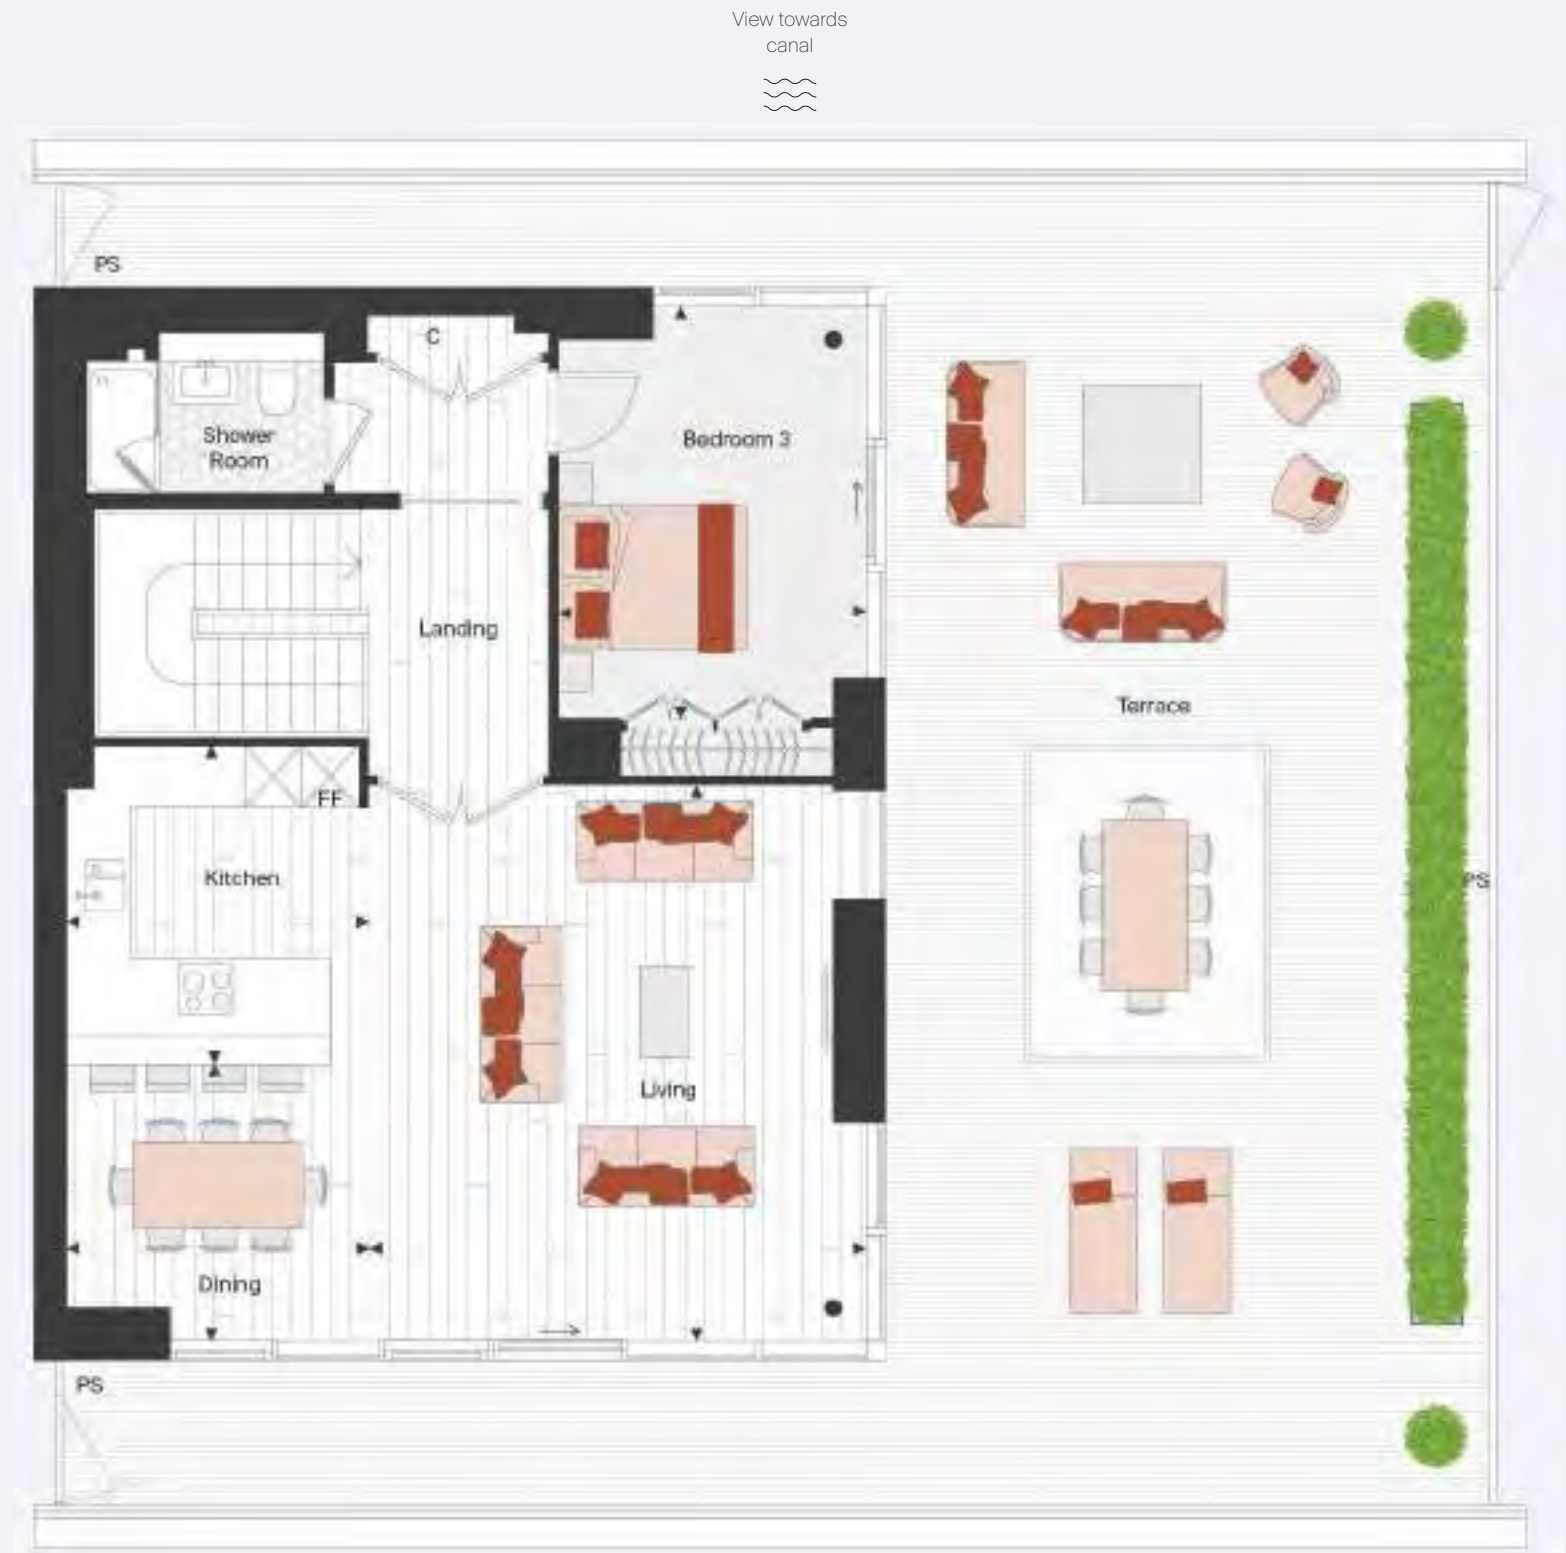 View towards
canal
PS
C
Shower
Room
Bedroom 3
Landing
Terrace
FF
Kitchen
PS
Living
Dining
PS